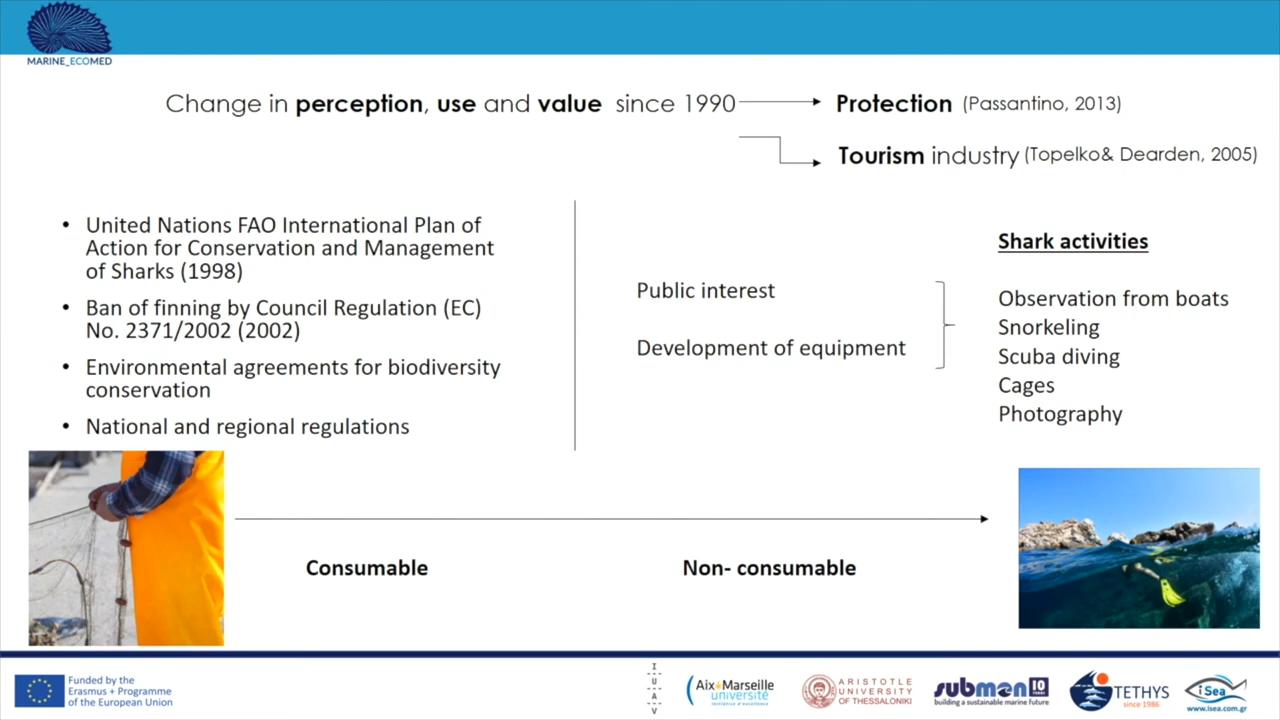 MARINE_ECOMED
Change in perception, use and value since 1990
Protection (Passantino, 2013)
Tourism industry (Topelko& Dearden, 2005)
• United Nations FAO International Plan of
Action for Conservation and Management
of Sharks (1998)
• Ban of finning by Council Regulation (EC)
No. 2371/2002 (2002)
• Environmental agreements for biodiversity
conservation
• National and regional regulations
Public interest
Development of equipment
Shark activities
Observation from boats
Snorkeling
Scuba diving
Cages
Photography
Consumable
Non- consumable
Funded by the
Erasmus + Programme
of the European Union
I
U
A
V
Aix*Marseille
université
Initiative d'excellence
ARISTOTLE
UNIVERSITY
OF THESSALONIKI
submon 10
building a sustainable marine future
TETHYS
since 1986
iSea
www.isea.com.gr